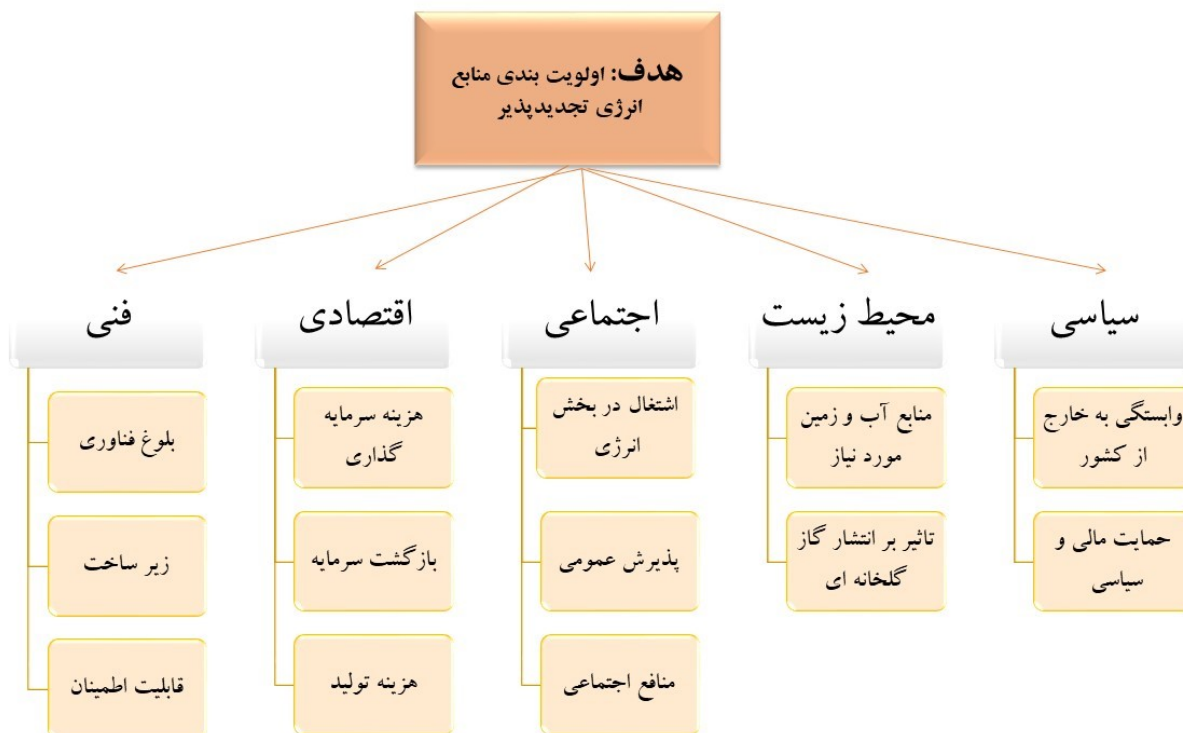 هدف: اولویت بندی منابع
انرژی تجدیدپذیر
سیاسی
وابستگی به خارج
از کشور
حمایت مالی و
سیاسی
محیط زیست
منابع آب و زمین
مورد نیاز
تاثیر بر انتشار گاز
گلخانه ای
اجتماعی
اشتغال در بخش
انرژی
پذیرش عمومی
منافع اجتماعی
اقتصادی
هزینه سرمایه
گذاری
بازگشت سرمایه
هزینه تولید
فنی
بلوغ فناوری
زیر ساخت
قابلیت اطمینان